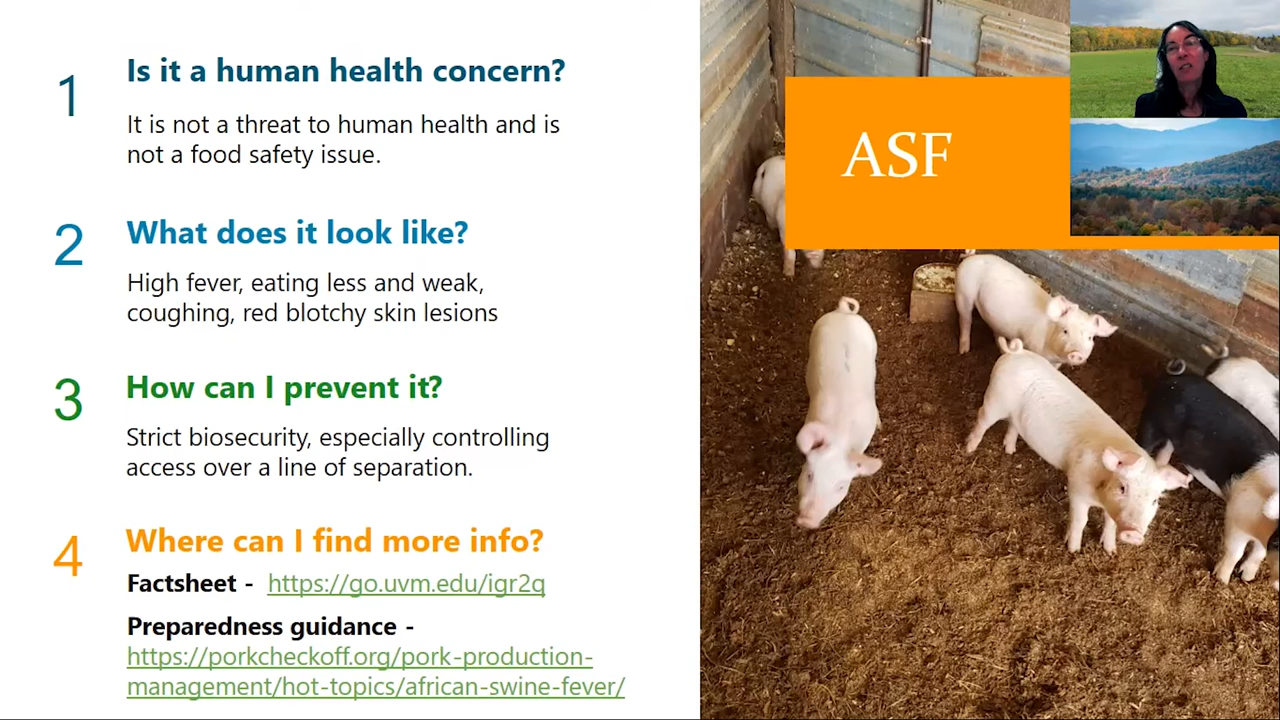 1
Is it a human health concern?
It is not a threat to human health and is
not a food safety issue.
2
What does it look like?
High fever, eating less and weak,
coughing, red blotchy skin lesions
3
How can I prevent it?
Strict biosecurity, especially controlling
access over a line of separation.
4
Where can I find more info?
Factsheet - https://go.uvm.edu/igr2q
Preparedness guidance -
https://porkcheckoff.org/pork-production-
management/hot-topics/african-swine-fever/
ASF